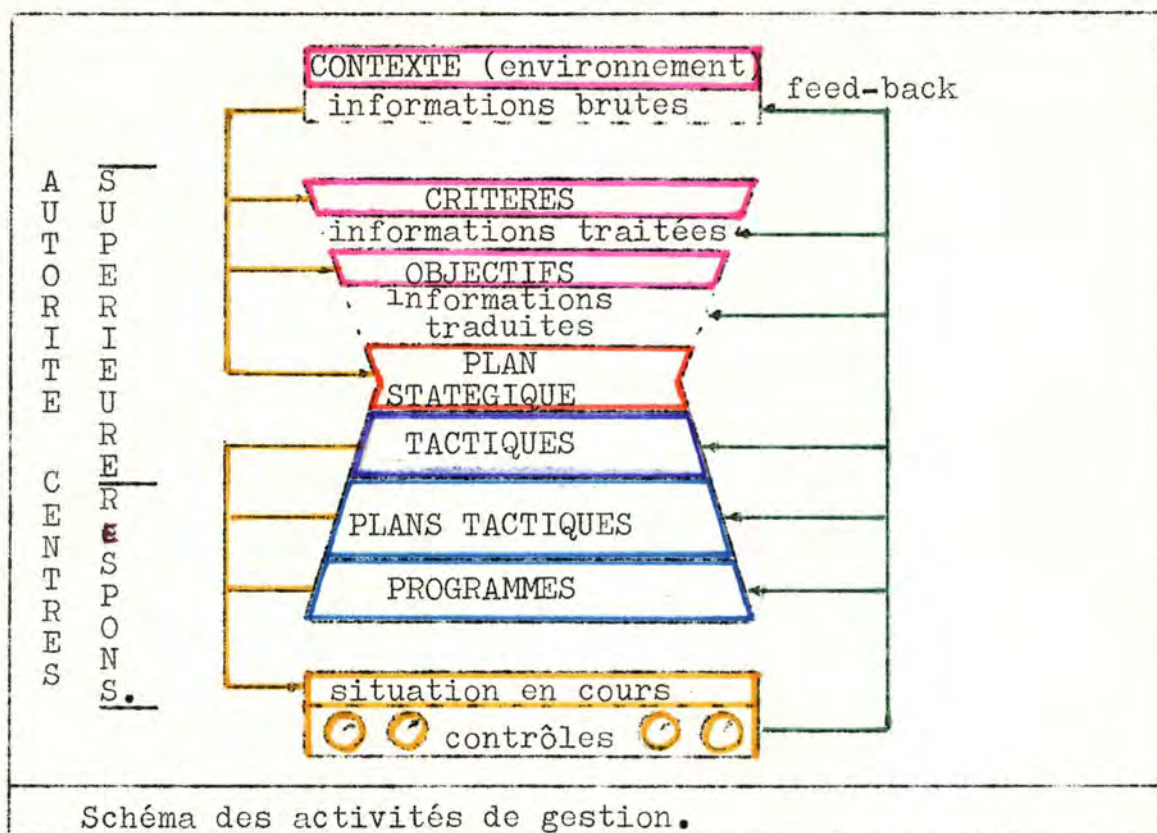 CONTEXTE (environnement)
informations brutes
feed-back
AUTORITE SUPERIEURE
CENTRES RESPONS.
CRITERES
informations traitées
OBJECTIFS
informations
traduites
PLAN
STATEGIQUE
TACTIQUES
PLANS TACTIQUES
PROGRAMMES
situation en cours
contrôles
Schéma des activités de gestion.